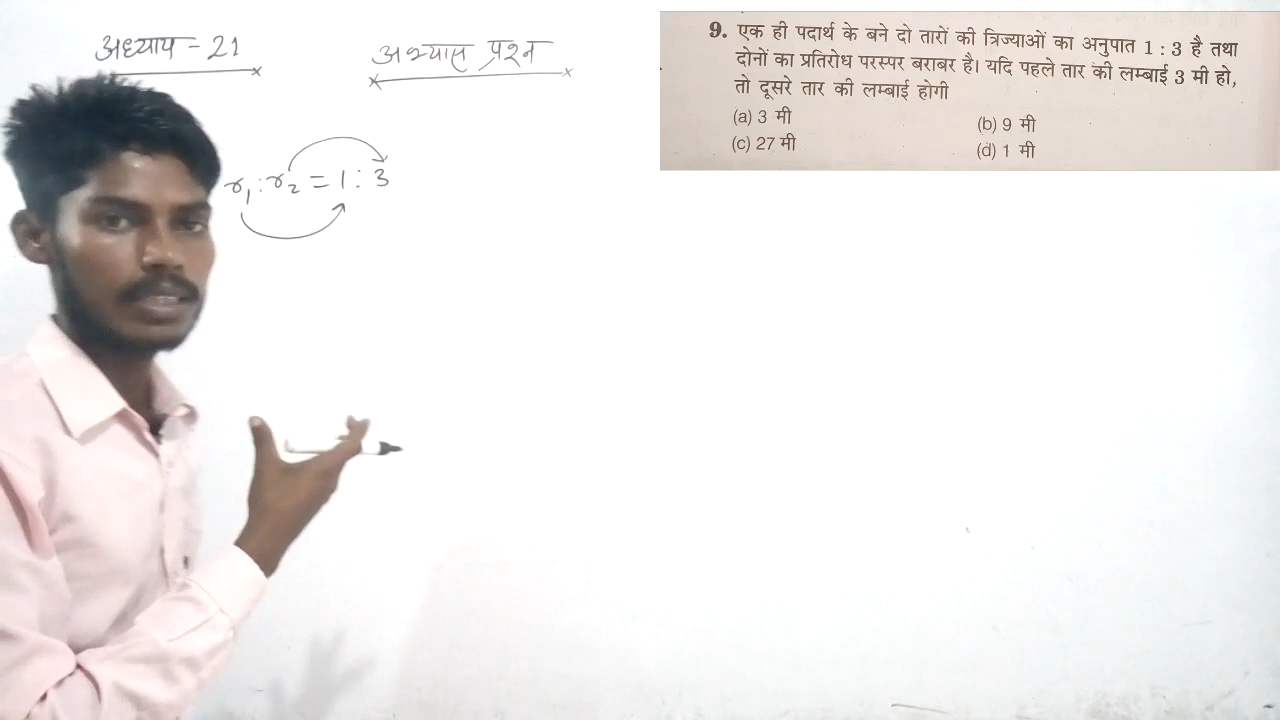 अध्याय - 21
अभ्यास प्रश्न
r₁ : r₂ = 1 : 3
9. एक ही पदार्थ के बने दो तारों की त्रिज्याओं का अनुपात 1 : 3 है तथा
दोनों का प्रतिरोध परस्पर बराबर है। यदि पहले तार की लम्बाई 3 मी हो,
तो दूसरे तार की लम्बाई होगी
(a) 3 मी (b) 9 मी
(c) 27 मी (d) 1 मी